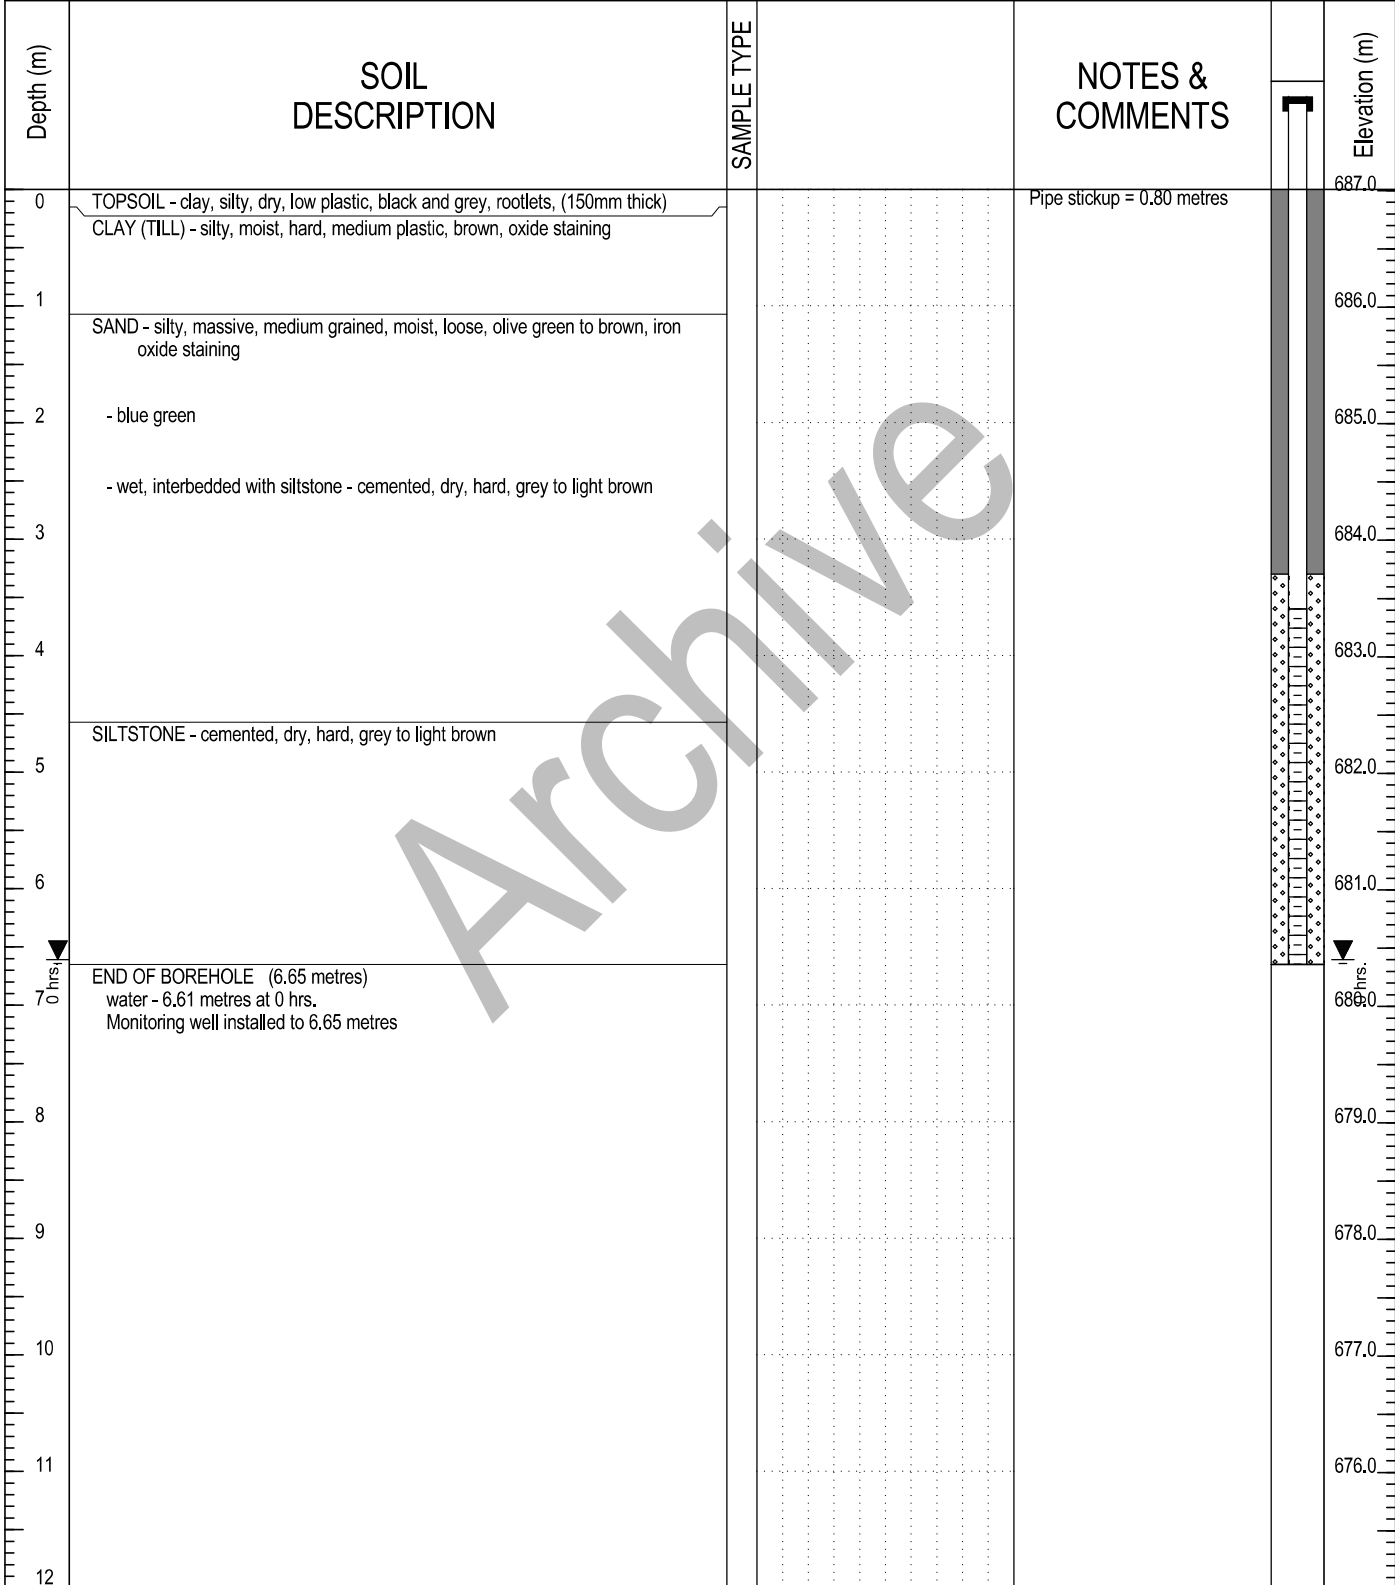 Depth (m)
SOIL
DESCRIPTION
SAMPLE TYPE
NOTES &
COMMENTS
Elevation (m)
687.0
0
TOPSOIL - clay, silty, dry, low plastic, black and grey, rootlets, (150mm thick)
Pipe stickup = 0.80 metres
CLAY (TILL) - silty, moist, hard, medium plastic, brown, oxide staining
1
686.0
SAND - silty, massive, medium grained, moist, loose, olive green to brown, iron
oxide staining
2
- blue green
685.0
- wet, interbedded with siltstone - cemented, dry, hard, grey to light brown
3
684.0
4
683.0
SILTSTONE - cemented, dry, hard, grey to light brown
5
682.0
6
681.0
END OF BOREHOLE (6.65 metres)
0 hrs.
water - 6.61 metres at 0 hrs.
7
680.0
0 hrs.
Monitoring well installed to 6.65 metres
8
679.0
9
678.0
10
677.0
11
676.0
12
Archive